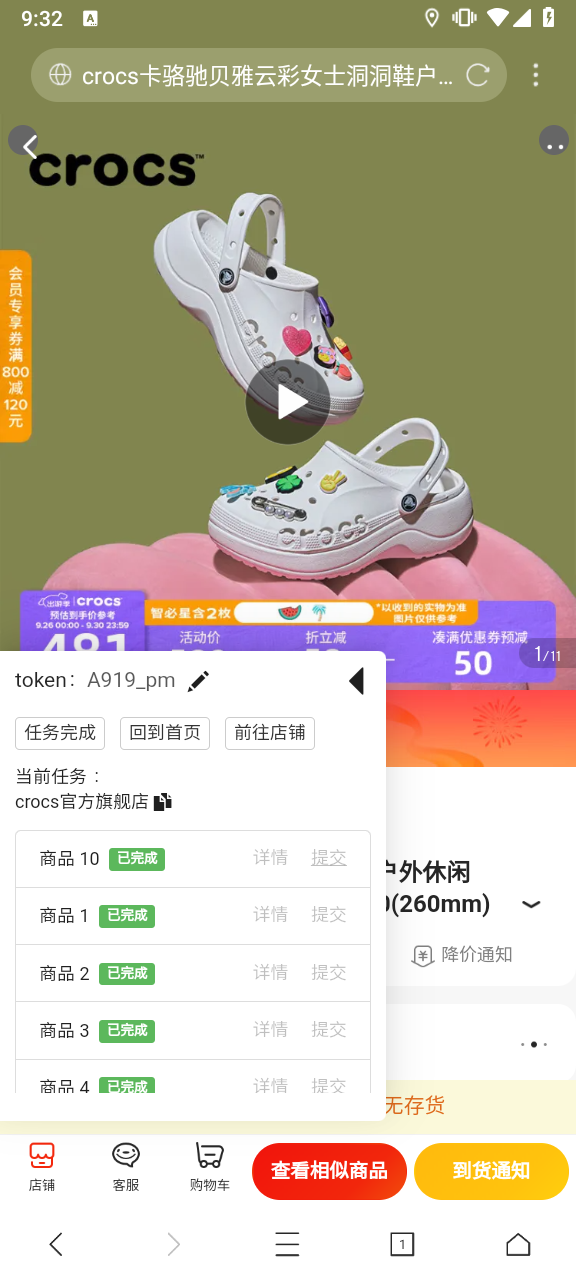 9:32
A
crocs卡骆驰贝雅云彩女士洞洞鞋户...
crocs™
会员专享券满800减120元
crocs
crocs
出游季 crocs
预估到手价参考
9.26 00:00 - 9.30 23:59
481
智必星含2枚
*以收到的实物为准
图片仅供参考
活动价
折立减
凑满优惠券预减
50
1/11
token: A919_pm
任务完成 回到首页 前往店铺
当前任务：
crocs官方旗舰店
商品 10 已完成 详情 提交
商品 1 已完成 详情 提交
商品 2 已完成 详情 提交
商品 3 已完成 详情 提交
商品 4 已完成 详情 提交
户外休闲
(260mm)
降价通知
无存货
店铺 客服 购物车 查看相似商品 到货通知
1